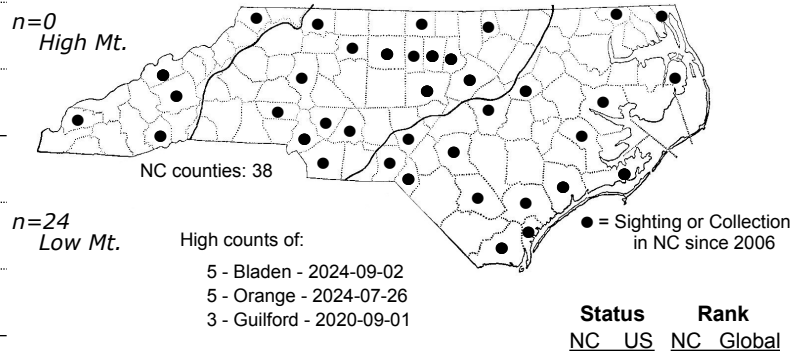 n=0
High Mt.
NC counties: 38
n=24
Low Mt.
High counts of:
5 - Bladen - 2024-09-02
5 - Orange - 2024-07-26
3 - Guilford - 2020-09-01
● = Sighting or Collection
in NC since 2006
Status Rank
NC US NC Global